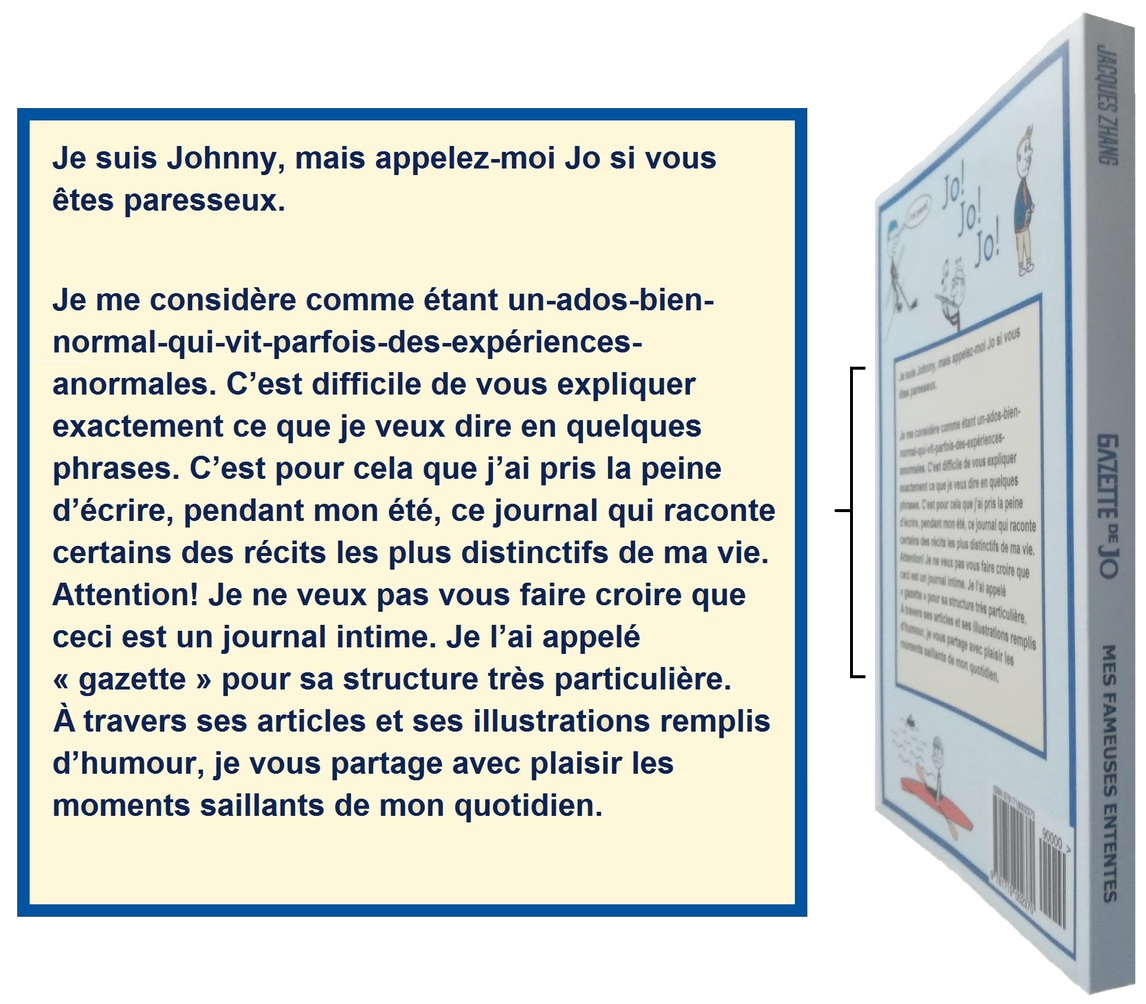 Je suis Johnny, mais appelez-moi Jo si vous
êtes paresseux.
Je me considère comme étant un-ados-bien-
normal-qui-vit-parfois-des-expériences-
anormales. C’est difficile de vous expliquer
exactement ce que je veux dire en quelques
phrases. C’est pour cela que j’ai pris la peine
d’écrire, pendant mon été, ce journal qui raconte
certains des récits les plus distinctifs de ma vie.
Attention! Je ne veux pas vous faire croire que
ceci est un journal intime. Je l’ai appelé
« gazette » pour sa structure très particulière.
À travers ses articles et ses illustrations remplis
d’humour, je vous partage avec plaisir les
moments saillants de mon quotidien.
Jo!
Jo!
Jo!
Je suis Johnny, mais appelez-moi Jo si vous
êtes paresseux.
Je me considère comme étant un-ados-bien-
normal-qui-vit-parfois-des-expériences-
anormales. C’est difficile de vous expliquer
exactement ce que je veux dire en quelques
phrases. C’est pour cela que j’ai pris la peine
d’écrire, pendant mon été, ce journal qui raconte
certains des récits les plus distinctifs de ma vie.
Attention! Je ne veux pas vous faire croire que
ceci est un journal intime. Je l’ai appelé
« gazette » pour sa structure très particulière.
À travers ses articles et ses illustrations remplis
d’humour, je vous partage avec plaisir les
moments saillants de mon quotidien.
90000 >
JACQUES ZHANG
GAZETTE DE JO
MES FAMEUSES ENTENTES